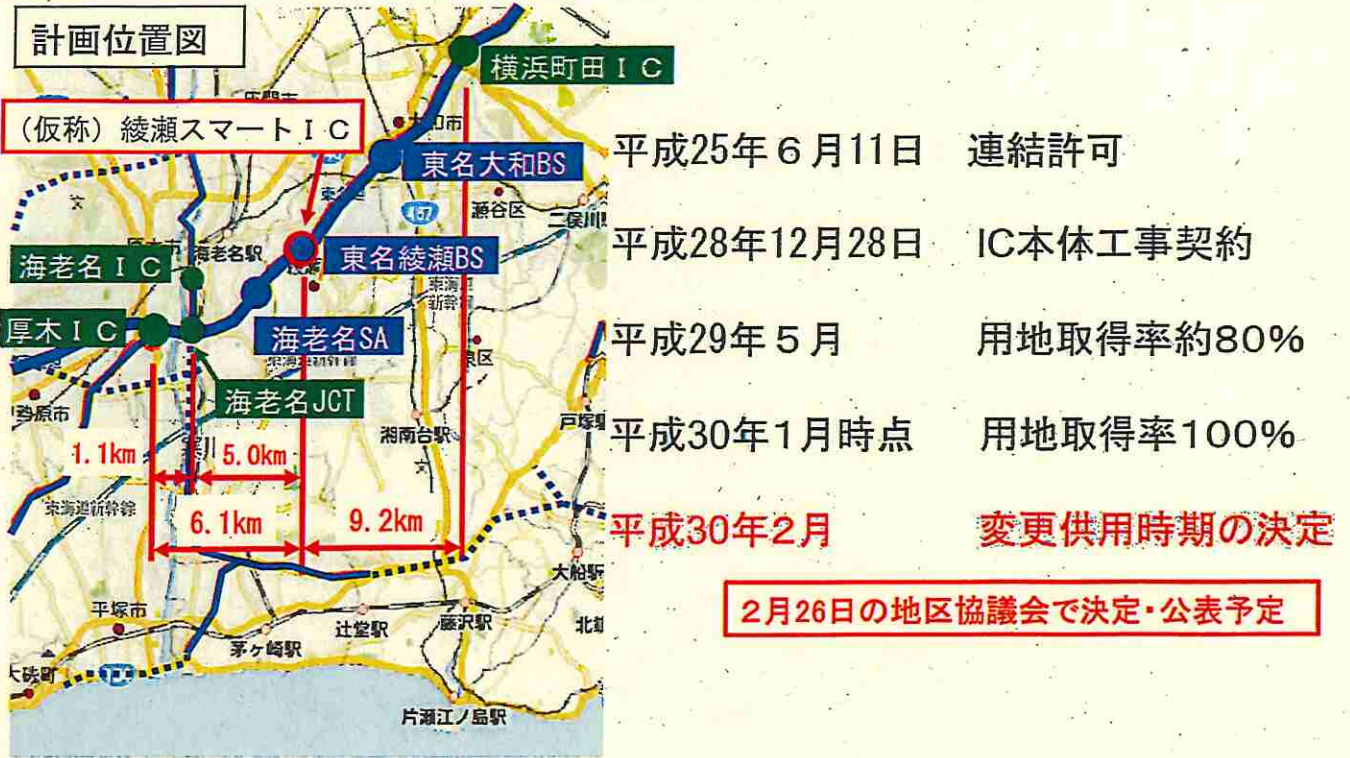 計画位置図
横浜町田ＩＣ
（仮称）綾瀬スマートＩＣ
東名大和BS
瀬谷区
海老名駅
海老名ＩＣ
東名綾瀬BS
東海道
新幹線
厚木ＩＣ
海老名SA
海老名JCT
湘南台駅
1.1km
5.0km
東海道新幹線
6.1km
9.2km
平塚市
辻堂駅
藤沢駅
茅ヶ崎駅
大磯町
片瀬江ノ島駅
平成25年６月11日　連結許可
平成28年12月28日　IC本体工事契約
平成29年５月　用地取得率約80%
平成30年１月時点　用地取得率100%
平成30年２月　変更供用時期の決定
２月26日の地区協議会で決定・公表予定